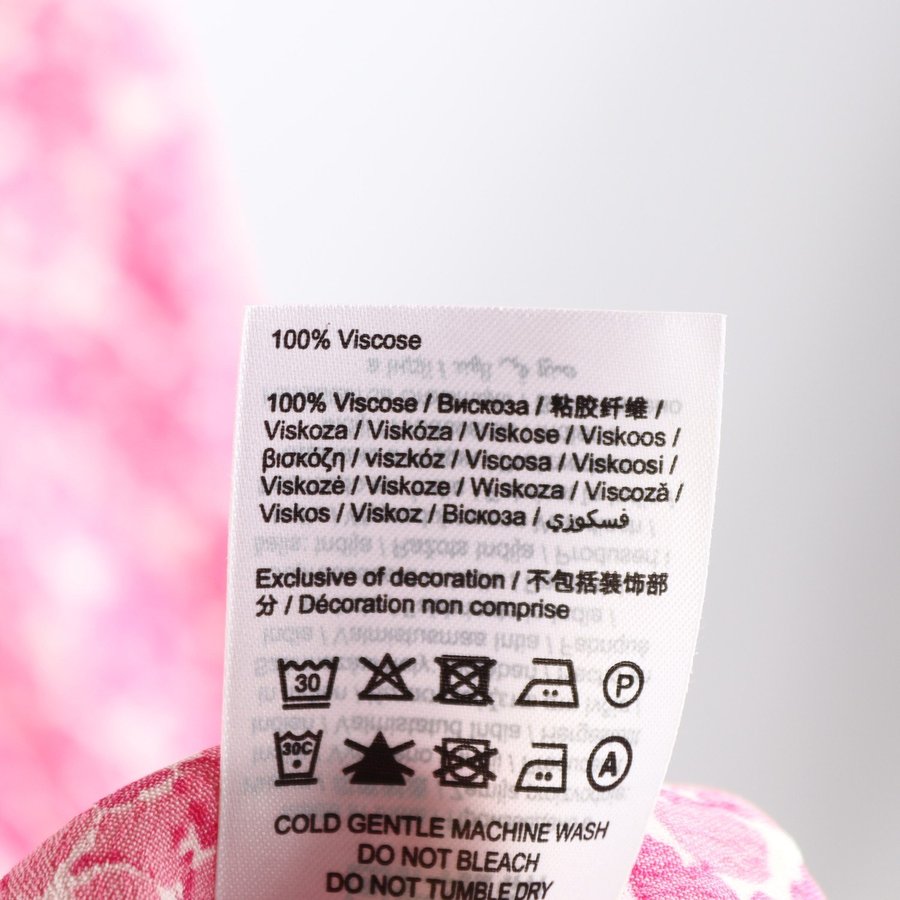 100% Viscose
100% Viscose / Вискоза / 粘胶纤维 /
Viskoza / Viskóza / Viskose / Viskoos /
βισκόζη / viszkóz / Viscosa / Viskoosi /
Viskozė / Viskoze / Wiskoza / Viscoză /
Viskos / Viskoz / Віскоза / فسكوزي
Exclusive of decoration / 不包括装饰部
分 / Décoration non comprise
30 P
30C A
COLD GENTLE MACHINE WASH
DO NOT BLEACH
DO NOT TUMBLE DRY